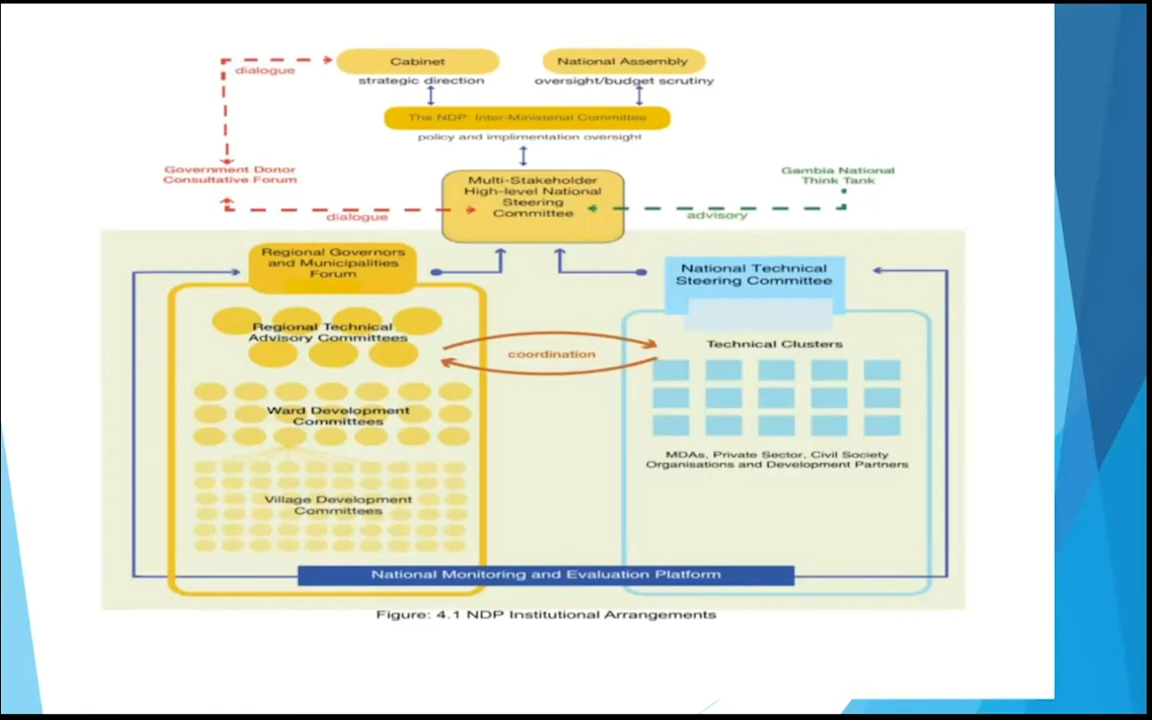 Cabinet
National Assembly
dialogue
strategic direction
oversight/budget scrutiny
The NDP Inter-Ministerial Committee
policy and implimentation oversight
Government Donor
Consultative Forum
Multi-Stakeholder
High-level National
Steering
Committee
Gambia National
Think Tank
dialogue
advisory
Regional Governors
and Municipalities
Forum
National Technical
Steering Committee
Regional Technical
Advisory Committees
coordination
Technical Clusters
Ward Development
Committees
MDAs, Private Sector, Civil Society
Organisations and Development Partners
Village Development
Committees
National Monitoring and Evaluation Platform
Figure: 4.1 NDP Institutional Arrangements